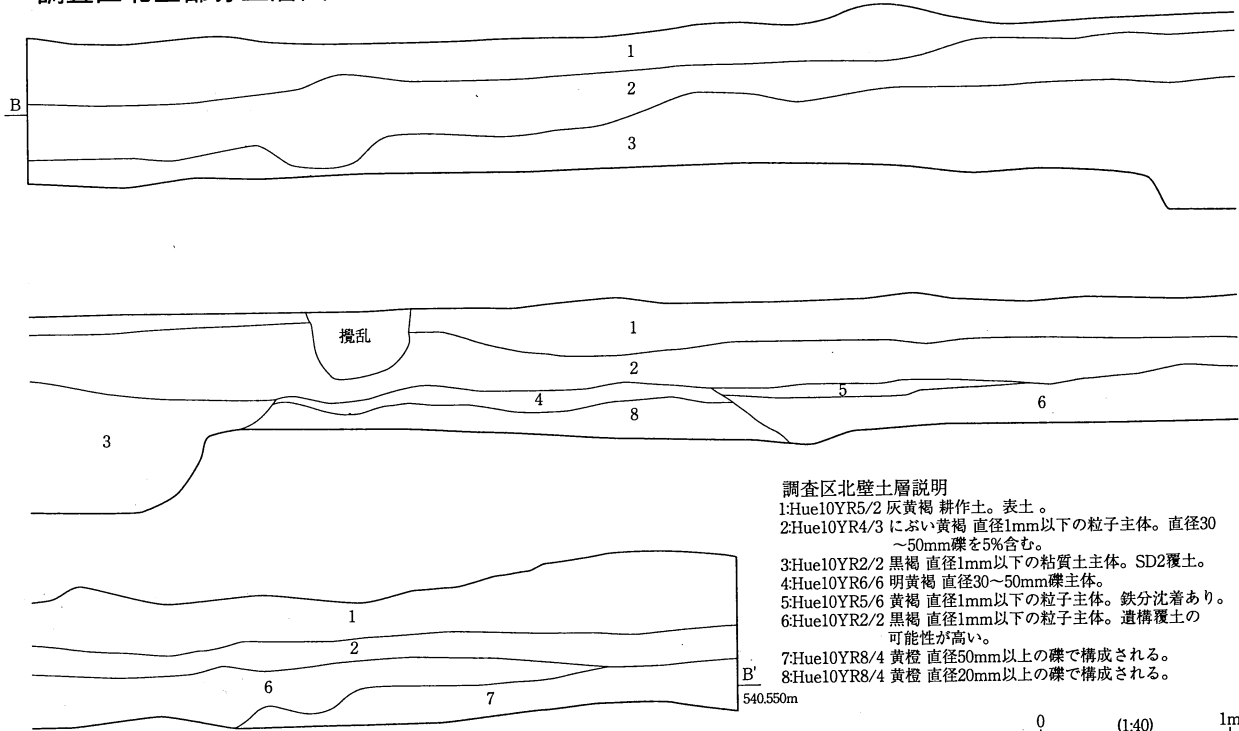 B
1
2
3
攪乱
1
2
3
4
5
6
8
1
2
6
7
B'
540.550m
調査区北壁土層説明
1:Hue10YR5/2 灰黄褐 耕作土。表土。
2:Hue10YR4/3 にぶい黄褐 直径1mm以下の粒子主体。直径30
～50mm礫を5%含む。
3:Hue10YR2/2 黒褐 直径1mm以下の粘質土主体。SD2覆土。
4:Hue10YR6/6 明黄褐 直径30～50mm礫主体。
5:Hue10YR5/6 黄褐 直径1mm以下の粒子主体。鉄分沈着あり。
6:Hue10YR2/2 黒褐 直径1mm以下の粒子主体。遺構覆土の
可能性が高い。
7:Hue10YR8/4 黄橙 直径50mm以上の礫で構成される。
8:Hue10YR8/4 黄橙 直径20mm以上の礫で構成される。
0 (1:40) 1m